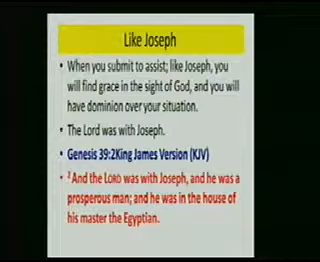 Like Joseph
• When you submit to assist; like Joseph, you
will find grace in the sight of God, and you will
have dominion over your situation.
• The Lord was with Joseph.
• Genesis 39:2King James Version (KJV)
• ² And the LORD was with Joseph, and he was a
prosperous man; and he was in the house of
his master the Egyptian.